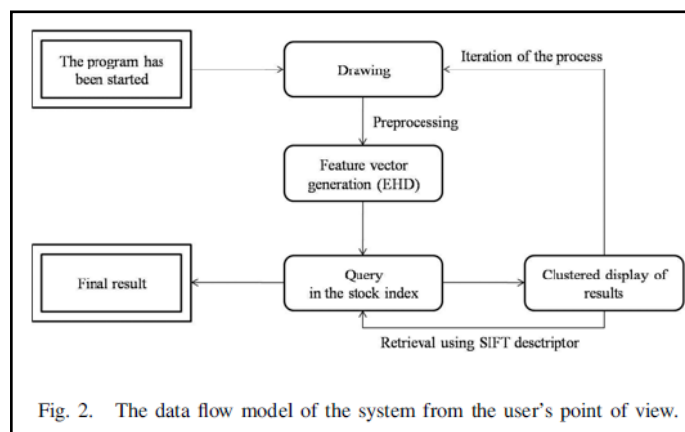 The program has
been started
Drawing
Iteration of the process
Preprocessing
Feature vector
generation (EHD)
Final result
Query
in the stock index
Clustered display of
results
Retrieval using SIFT desctriptor
Fig. 2. The data flow model of the system from the user's point of view.